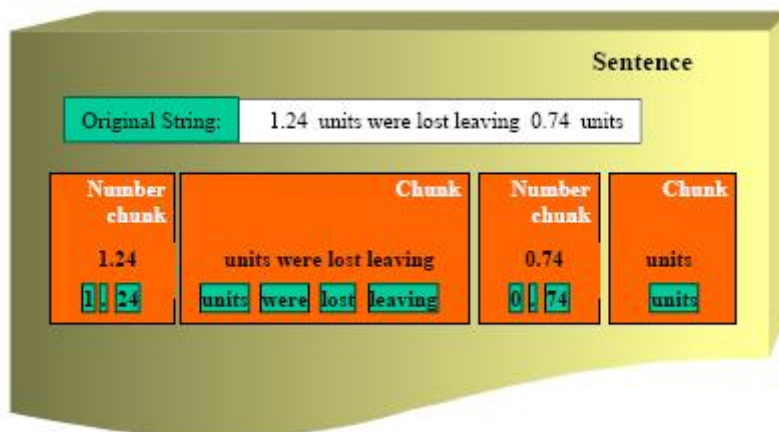 Sentence
Original String: 1.24 units were lost leaving 0.74 units
Number chunk
1.24
1 . 24
Chunk
units were lost leaving
units were lost leaving
Number chunk
0.74
0 . 74
Chunk
units
units